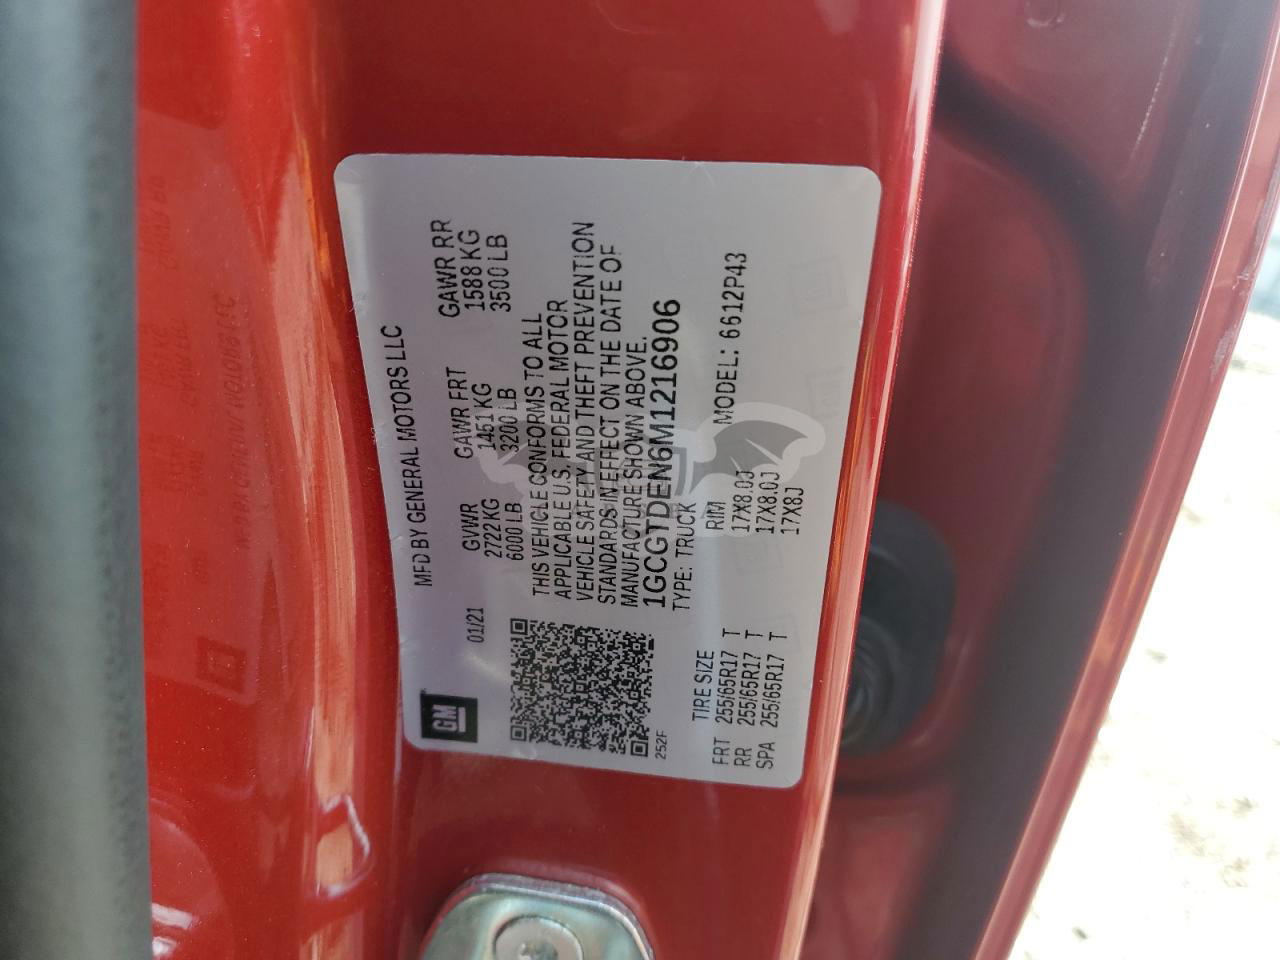 MFD BY GENERAL MOTORS LLC
GM
01/21
GVWR GAWR FRT GAWR RR
2722 KG 1451 KG 1588 KG
6000 LB 3200 LB 3500 LB
THIS VEHICLE CONFORMS TO ALL
APPLICABLE U.S. FEDERAL MOTOR
VEHICLE SAFETY AND THEFT PREVENTION
STANDARDS IN EFFECT ON THE DATE OF
MANUFACTURE SHOWN ABOVE.
1GCGTDEN6M1216906
252F
TYPE: TRUCK
MODEL: 6612P43
TIRE SIZE RIM
FRT 255/65R17 T 17X8.0J
RR 255/65R17 T 17X8.0J
SPA 255/65R17 T 17X8J